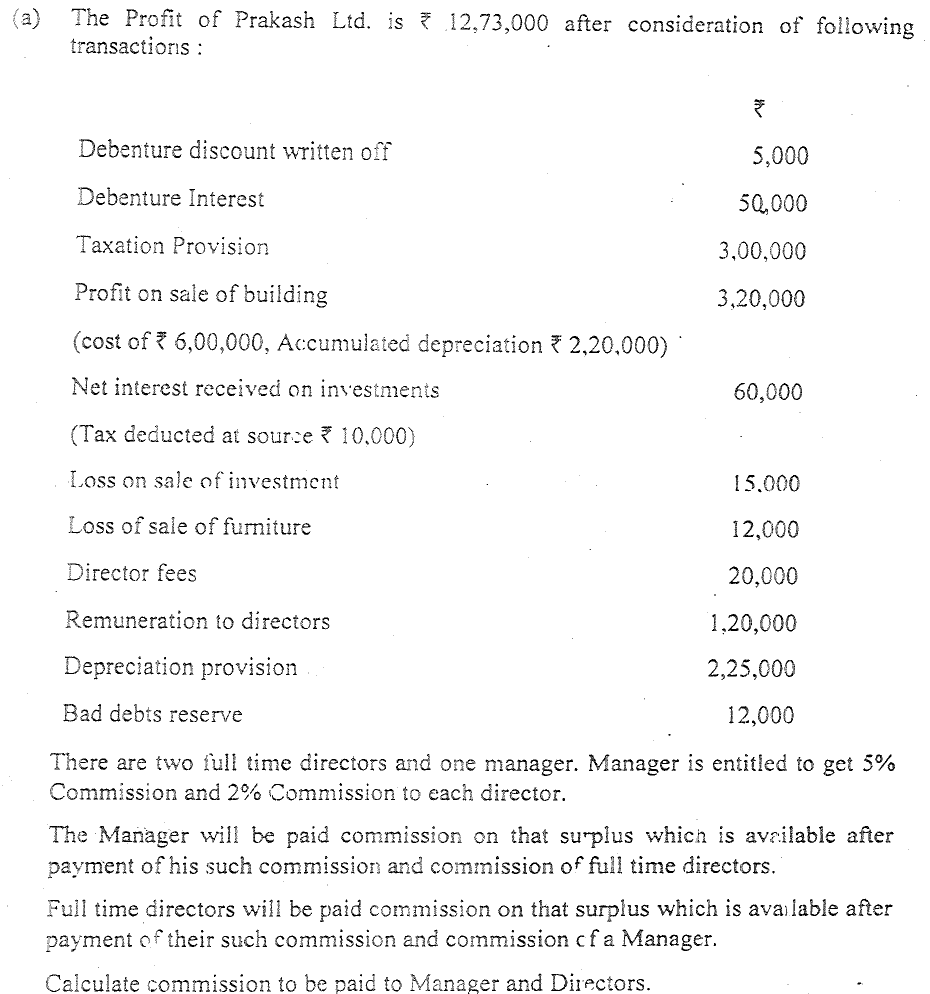 (a) The Profit of Prakash Ltd. is ₹ 12,73,000 after consideration of following
transactions :
₹
Debenture discount written off 5,000
Debenture Interest 50,000
Taxation Provision 3,00,000
Profit on sale of building 3,20,000
(cost of ₹ 6,00,000, Accumulated depreciation ₹ 2,20,000)
Net interest received on investments 60,000
(Tax deducted at source ₹ 10,000)
Loss on sale of investment 15,000
Loss of sale of furniture 12,000
Director fees 20,000
Remuneration to directors 1,20,000
Depreciation provision 2,25,000
Bad debts reserve 12,000
There are two full time directors and one manager. Manager is entitled to get 5%
Commission and 2% Commission to each director.
The Manager will be paid commission on that surplus which is available after
payment of his such commission and commission of full time directors.
Full time directors will be paid commission on that surplus which is available after
payment of their such commission and commission of a Manager.
Calculate commission to be paid to Manager and Directors.